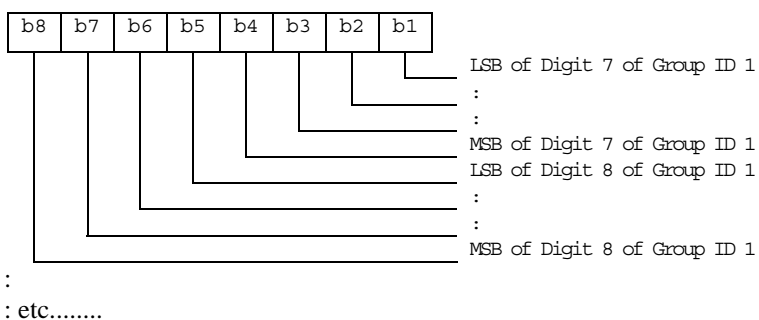 b8 b7 b6 b5 b4 b3 b2 b1
LSB of Digit 7 of Group ID 1
:
:
MSB of Digit 7 of Group ID 1
LSB of Digit 8 of Group ID 1
:
:
MSB of Digit 8 of Group ID 1
:
: etc........